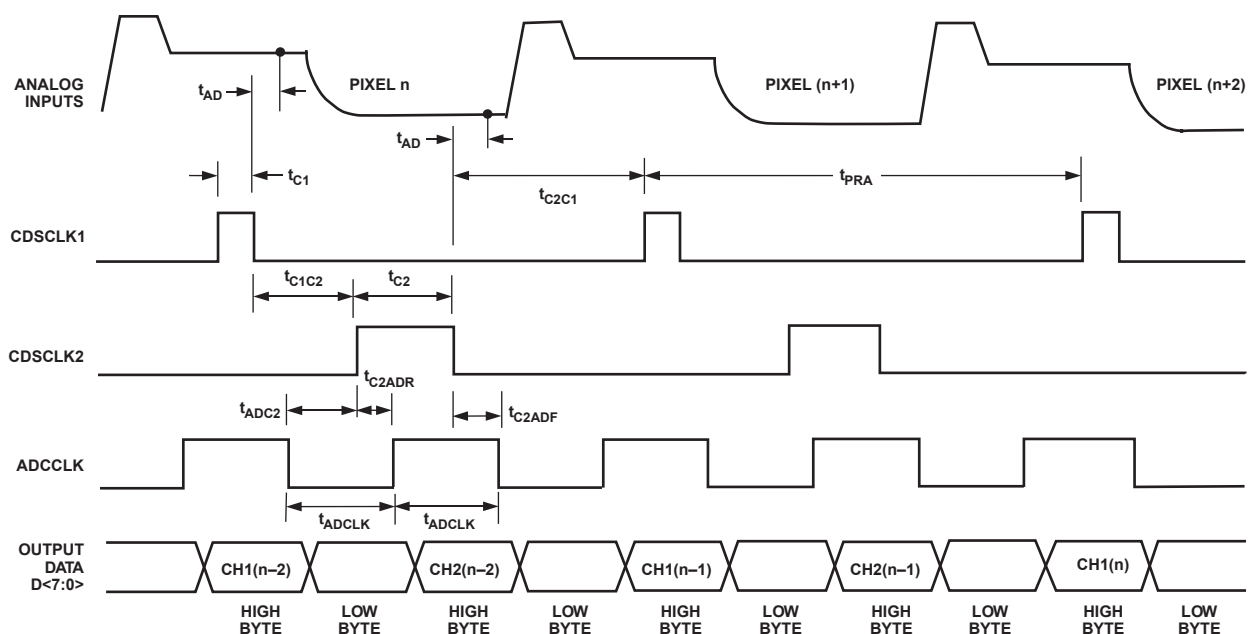 ANALOG
INPUTS
PIXEL n
PIXEL (n+1)
PIXEL (n+2)
tAD
tAD
tC1
tC2C1
tPRA
CDSCLK1
tC1C2
tC2
CDSCLK2
tC2ADR
tADC2
tC2ADF
ADCCLK
tADCLK
tADCLK
OUTPUT
DATA
D<7:0>
CH1(n–2)
CH2(n–2)
CH1(n–1)
CH2(n–1)
CH1(n)
HIGH
BYTE
LOW
BYTE
HIGH
BYTE
LOW
BYTE
HIGH
BYTE
LOW
BYTE
HIGH
BYTE
LOW
BYTE
HIGH
BYTE
LOW
BYTE